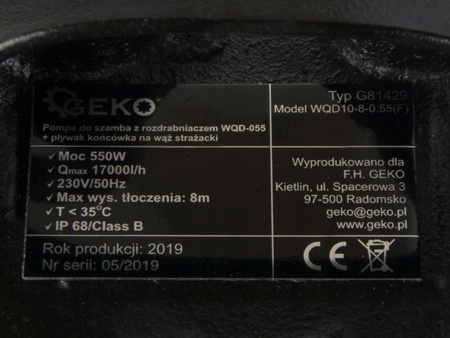 GEKO
Typ G81429
Model WQD10-8-0.55(F)
Pompa do szamba z rozdrabniaczem WQD-055
+ pływak końcówka na wąż strażacki
✓ Moc 550W
✓ Qmax 17000l/h
✓ 230V/50Hz
✓ Max wys. tłoczenia: 8m
✓ T < 35°C
✓ IP 68/Class B
Wyprodukowano dla
F.H. GEKO
Kietlin, ul. Spacerowa 3
97-500 Radomsko
geko@geko.pl
www.geko.pl
Rok produkcji: 2019
Nr serii: 05/2019
CE